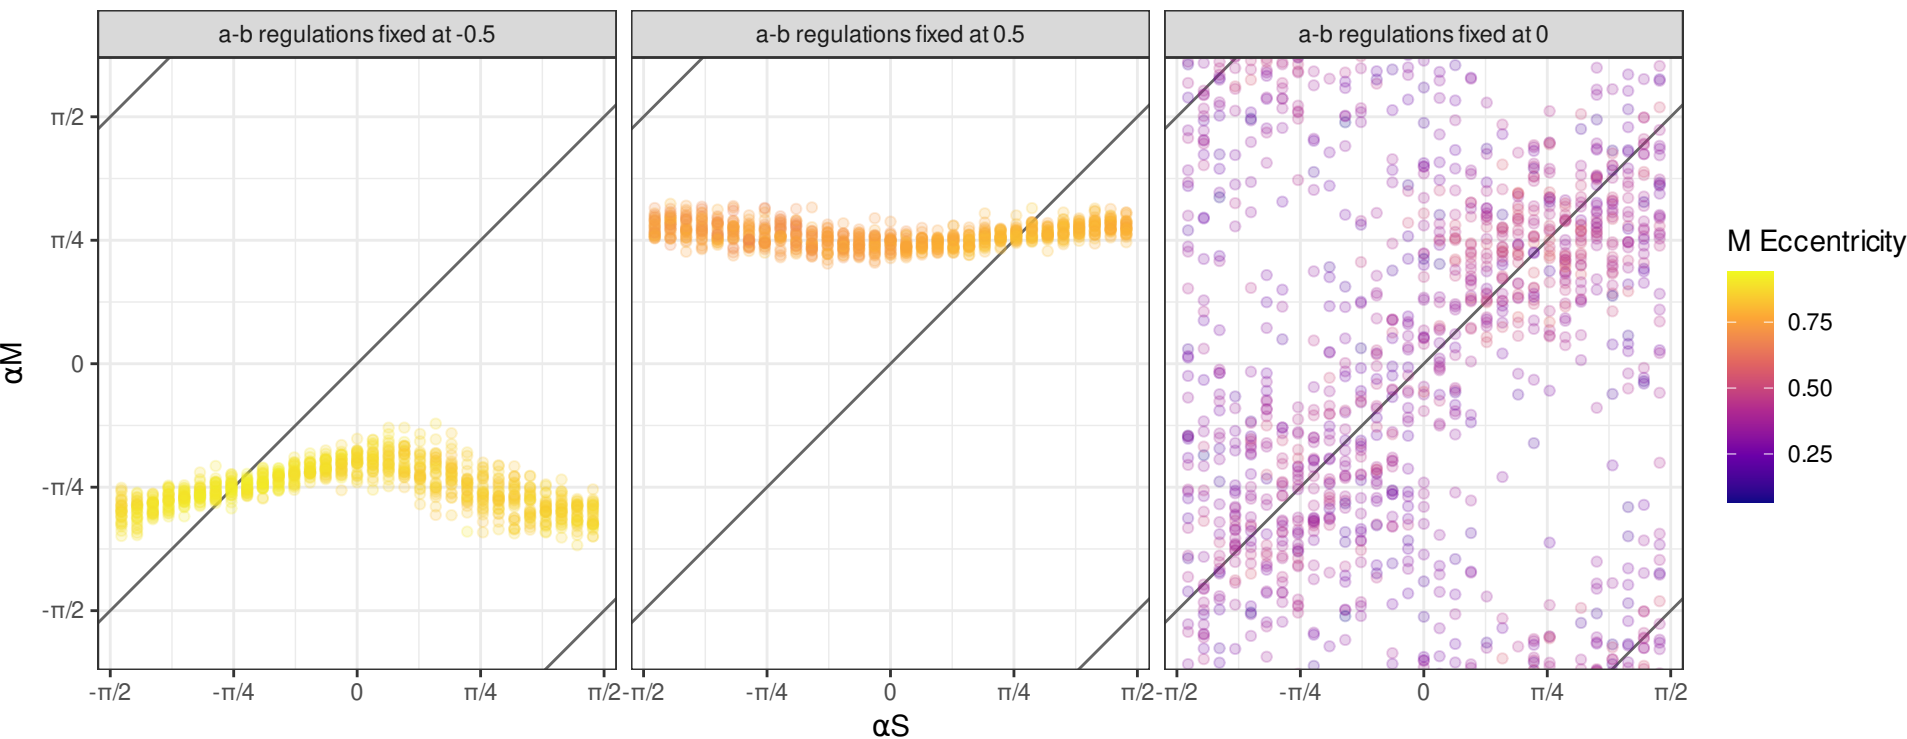 a-b regulations fixed at -0.5
a-b regulations fixed at 0.5
a-b regulations fixed at 0
αM
π/2
π/4
0
-π/4
-π/2
-π/2
-π/4
0
π/4
π/2
-π/2
-π/4
0
π/4
π/2
-π/2
-π/4
0
π/4
π/2
αS
M Eccentricity
0.75
0.50
0.25